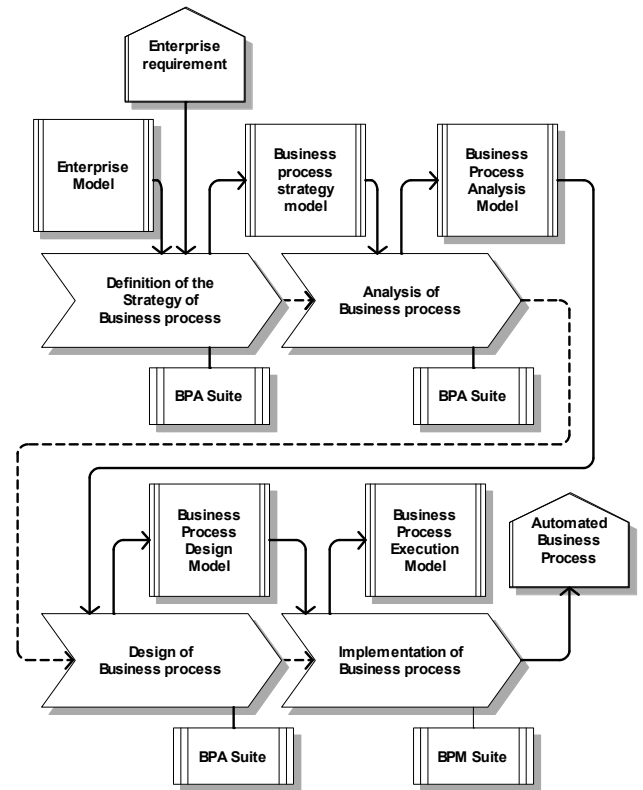 Enterprise
requirement
Enterprise
Model
Business
process
strategy
model
Business
Process
Analysis
Model
Definition of the
Strategy of
Business process
Analysis of
Business process
BPA Suite
BPA Suite
Business
Process
Design
Model
Business
Process
Execution
Model
Automated
Business
Process
Design of
Business process
Implementation of
Business process
BPA Suite
BPM Suite